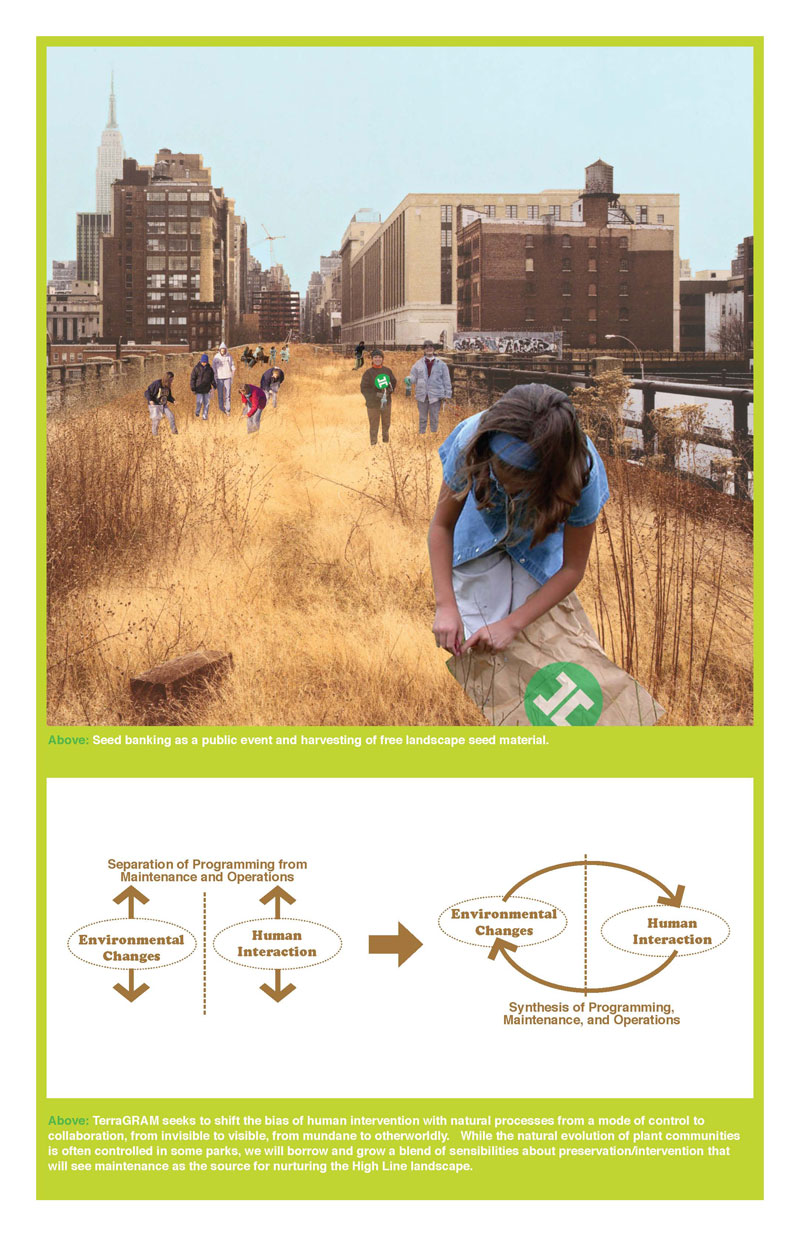 Above: Seed banking as a public event and harvesting of free landscape seed material.
Separation of Programming from
Maintenance and Operations
Environmental
Changes
Human
Interaction
Environmental
Changes
Human
Interaction
Synthesis of Programming,
Maintenance, and Operations
Above: TerraGRAM seeks to shift the bias of human intervention with natural processes from a mode of control to
collaboration, from invisible to visible, from mundane to otherworldly. While the natural evolution of plant communities
is often controlled in some parks, we will borrow and grow a blend of sensibilities about preservation/intervention that
will see maintenance as the source for nurturing the High Line landscape.